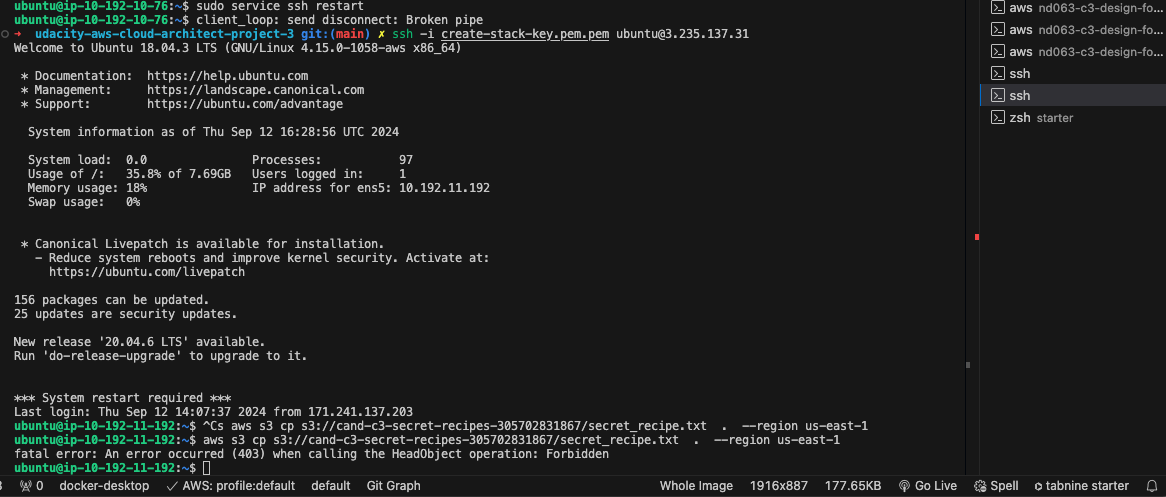 ubuntu@ip-10-192-10-76:~$ sudo service ssh restart
ubuntu@ip-10-192-10-76:~$ client_loop: send disconnect: Broken pipe
→ udacity-aws-cloud-architect-project-3 git:(main) ✗ ssh -i create-stack-key.pem.pem ubuntu@3.235.137.31
Welcome to Ubuntu 18.04.3 LTS (GNU/Linux 4.15.0-1058-aws x86_64)
* Documentation: https://help.ubuntu.com
* Management: https://landscape.canonical.com
* Support: https://ubuntu.com/advantage
System information as of Thu Sep 12 16:28:56 UTC 2024
System load: 0.0 Processes: 97
Usage of /: 35.8% of 7.69GB Users logged in: 1
Memory usage: 18% IP address for ens5: 10.192.11.192
Swap usage: 0%
* Canonical Livepatch is available for installation.
- Reduce system reboots and improve kernel security. Activate at:
https://ubuntu.com/livepatch
156 packages can be updated.
25 updates are security updates.
New release '20.04.6 LTS' available.
Run 'do-release-upgrade' to upgrade to it.
*** System restart required ***
Last login: Thu Sep 12 14:07:37 2024 from 171.241.137.203
ubuntu@ip-10-192-11-192:~$ ^Cs aws s3 cp s3://cand-c3-secret-recipes-305702831867/secret_recipe.txt . --region us-east-1
ubuntu@ip-10-192-11-192:~$ aws s3 cp s3://cand-c3-secret-recipes-305702831867/secret_recipe.txt . --region us-east-1
fatal error: An error occurred (403) when calling the HeadObject operation: Forbidden
ubuntu@ip-10-192-11-192:~$
aws nd063-c3-design-fo...
aws nd063-c3-design-fo...
aws nd063-c3-design-fo...
ssh
ssh
zsh starter
0 docker-desktop AWS: profile:default default Git Graph Whole Image 1916x887 177.65KB Go Live Spell tabnine starter